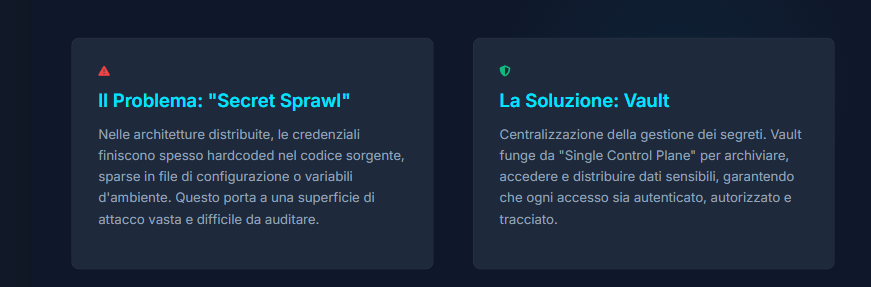 Il Problema: "Secret Sprawl"
Nelle architetture distribuite, le credenziali
finiscono spesso hardcoded nel codice sorgente,
sparse in file di configurazione o variabili
d'ambiente. Questo porta a una superficie di
attacco vasta e difficile da auditare.
La Soluzione: Vault
Centralizzazione della gestione dei segreti. Vault
funge da "Single Control Plane" per archiviare,
accedere e distribuire dati sensibili, garantendo
che ogni accesso sia autenticato, autorizzato e
tracciato.